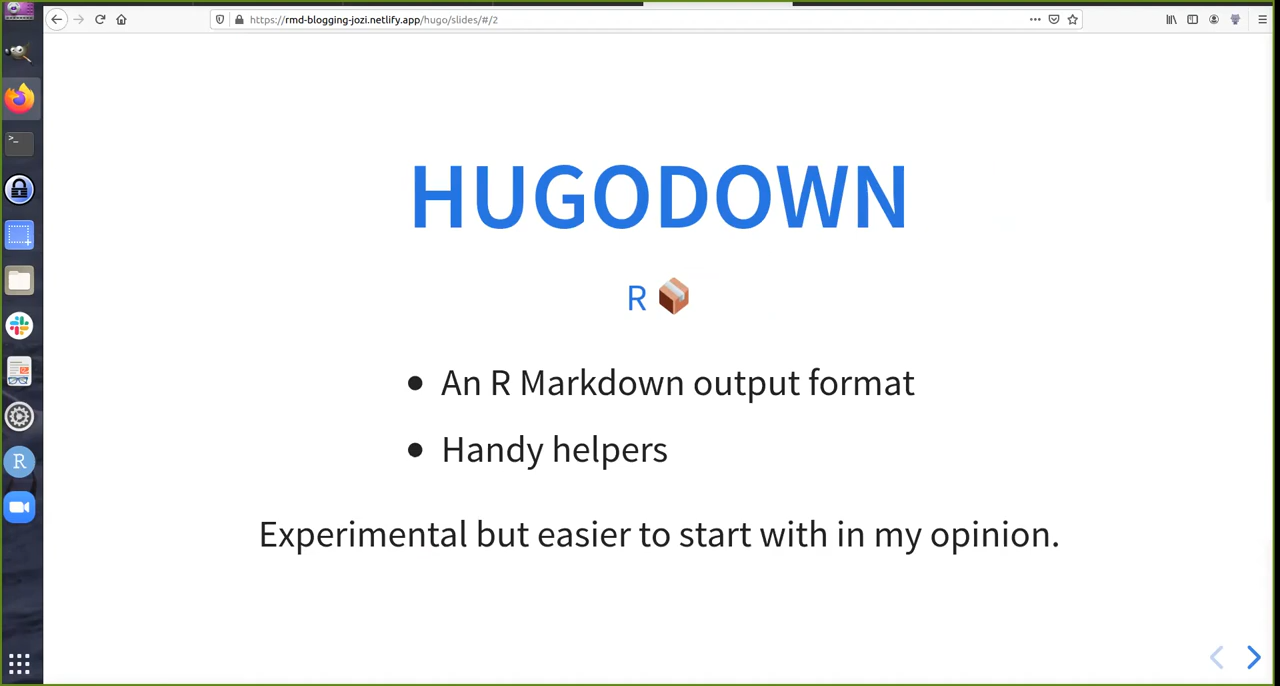 https://rmd-blogging-jozi.netlify.app/hugo/slides/#/2
HUGODOWN
R
An R Markdown output format
Handy helpers
Experimental but easier to start with in my opinion.
R